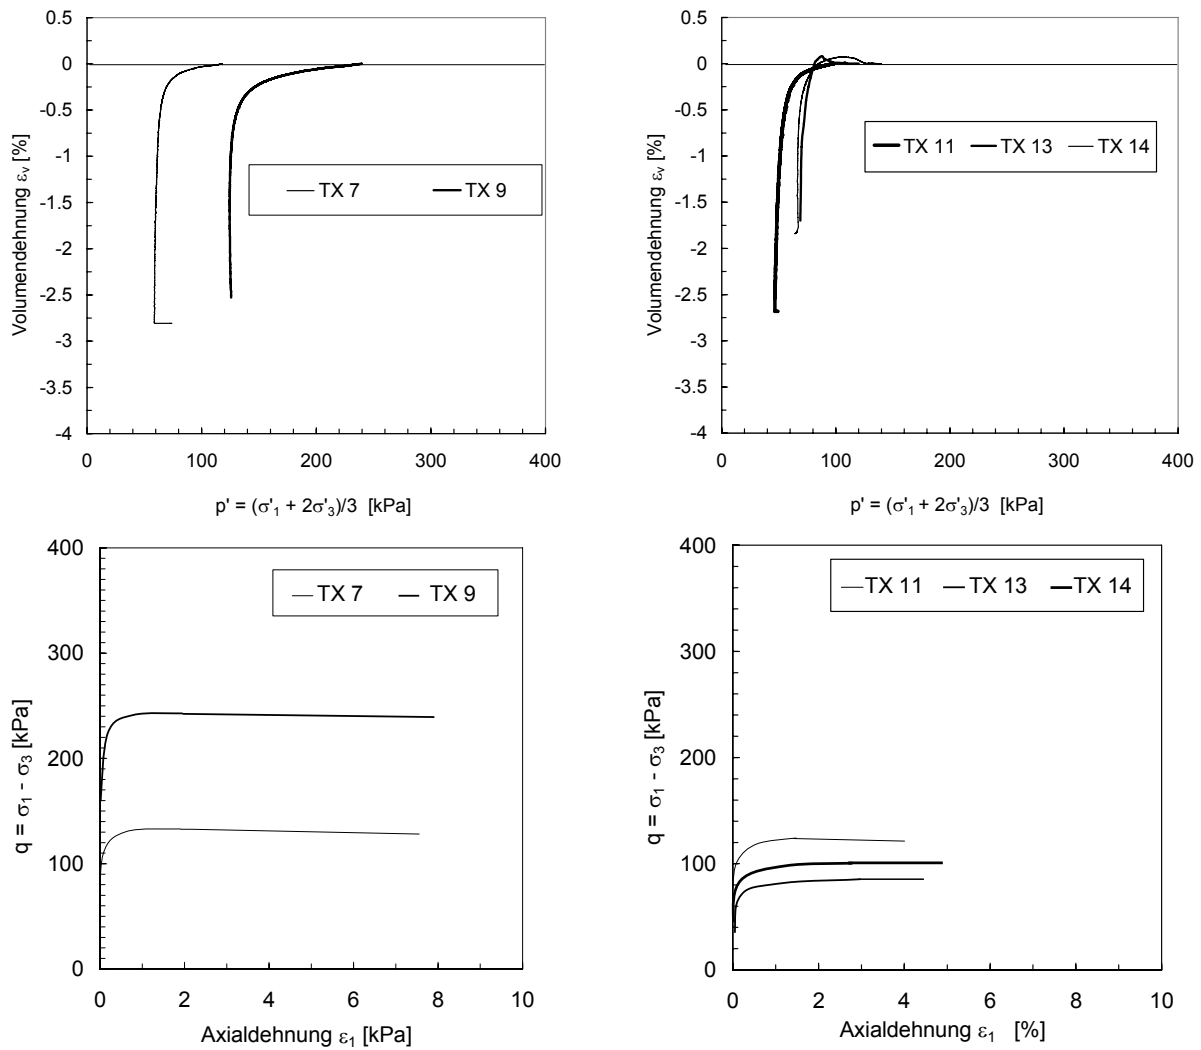 0.5
0
-0.5
-1
-1.5
-2
-2.5
-3
-3.5
-4
Volumendehnung εv [%]
TX 7 TX 9
0 100 200 300 400
p' = (σ'1 + 2σ'3)/3 [kPa]
0.5
0
-0.5
-1
-1.5
-2
-2.5
-3
-3.5
-4
Volumendehnung εv [%]
TX 11 TX 13 TX 14
0 100 200 300 400
p' = (σ'1 + 2σ'3)/3 [kPa]
400
300
200
100
0
q = σ1 - σ3 [kPa]
TX 7 TX 9
0 2 4 6 8 10
Axialdehnung ε1 [kPa]
400
300
200
100
0
q = σ1 - σ3 [kPa]
TX 11 TX 13 TX 14
0 2 4 6 8 10
Axialdehnung ε1 [%]